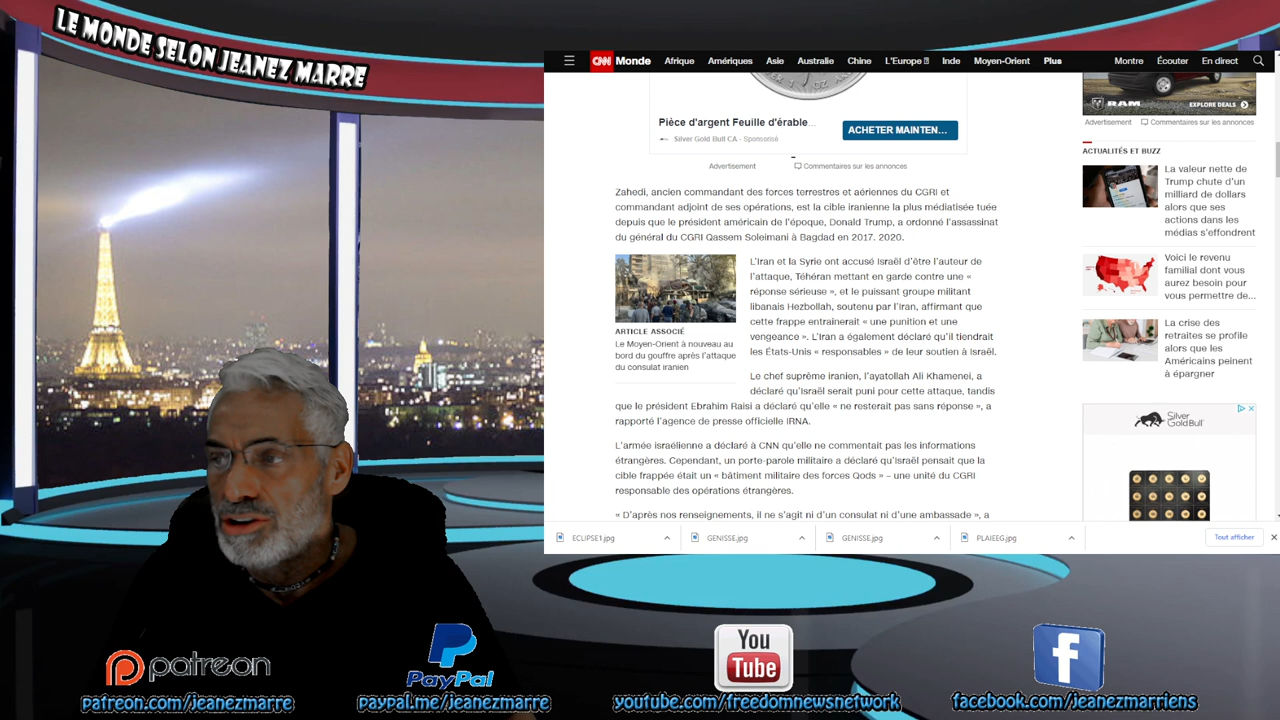 LE MONDE SELON JEANEZ MARRE
CNN Monde Afrique Amériques Asie Australie Chine L'Europe Inde Moyen-Orient Plus Montre Écouter En direct
Pièce d'argent Feuille d'érable...
Silver Gold Bull CA - Sponsorisé
ACHETER MAINTEN...
Advertisement Commentaires sur les annonces
Zahedi, ancien commandant des forces terrestres et aériennes du CGRI et
commandant adjoint de ses opérations, est la cible iranienne la plus médiatisée tuée
depuis que le président américain de l'époque, Donald Trump, a ordonné l'assassinat
du général du CGRI Qassem Soleimani à Bagdad en 2017. 2020.
ARTICLE ASSOCIÉ
Le Moyen-Orient à nouveau au
bord du gouffre après l'attaque
du consulat iranien
L'Iran et la Syrie ont accusé Israël d'être l'auteur de
l'attaque, Téhéran mettant en garde contre une «
réponse sérieuse », et le puissant groupe militant
libanais Hezbollah, soutenu par l'Iran, affirmant que
cette frappe entraînerait « une punition et une
vengeance ». L'Iran a également déclaré qu'il tiendrait
les États-Unis « responsables » de leur soutien à Israël.
Le chef suprême iranien, l'ayatollah Ali Khamenei, a
déclaré qu'Israël serait puni pour cette attaque, tandis
que le président Ebrahim Raisi a déclaré qu'elle « ne resterait pas sans réponse », a
rapporté l'agence de presse officielle IRNA.
L'armée israélienne a déclaré à CNN qu'elle ne commentait pas les informations
étrangères. Cependant, un porte-parole militaire a déclaré qu'Israël pensait que la
cible frappée était un « bâtiment militaire des forces Qods » – une unité du CGRI
responsable des opérations étrangères.
« D'après nos renseignements, il ne s'agit ni d'un consulat ni d'une ambassade », a
RAM
EXPLORE DEALS
Advertisement Commentaires sur les annonces
ACTUALITÉS ET BUZZ
La valeur nette de
Trump chute d'un
milliard de dollars
alors que ses
actions dans les
médias s'effondrent
Voici le revenu
familial dont vous
aurez besoin pour
vous permettre de...
La crise des
retraites se profile
alors que les
Américains peinent
à épargner
Silver
Gold Bull
ECLIPSE1.jpg GENISSE.jpg GENISSE.jpg PLAIEEG.jpg Tout afficher
patreon
patreon.com/jeanezmarre
PayPal
paypal.me/jeanezmarre
You
Tube
youtube.com/freedomnewsnetwork
f
facebook.com/jeanezmarriens